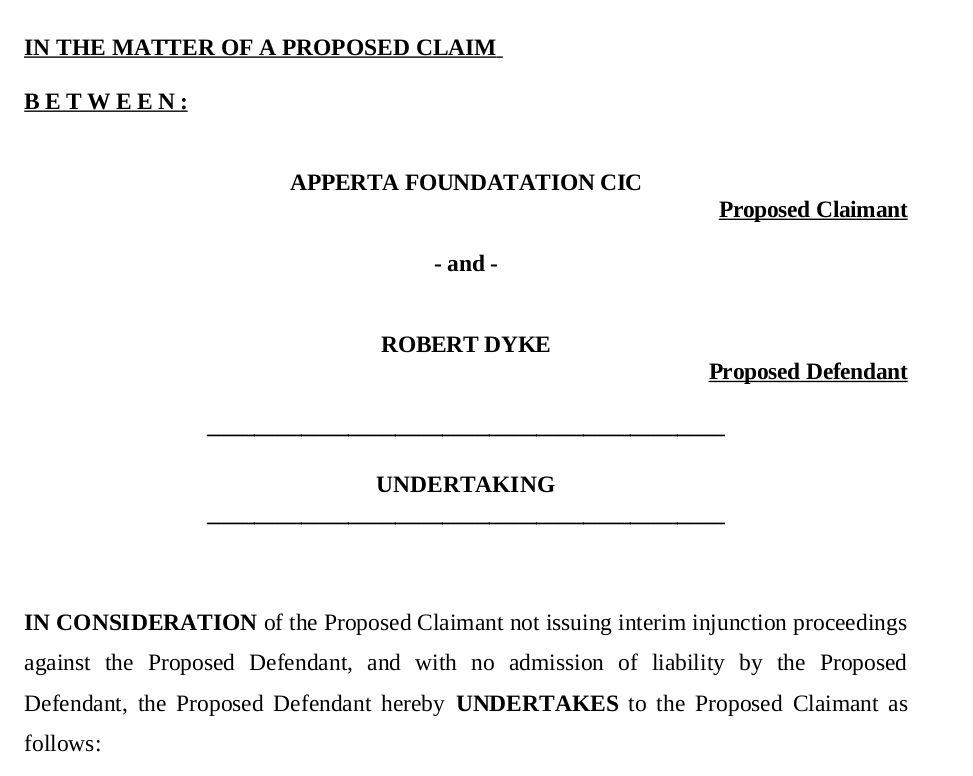 IN THE MATTER OF A PROPOSED CLAIM
B E T W E E N :
APPERTA FOUNDATATION CIC
Proposed Claimant
- and -
ROBERT DYKE
Proposed Defendant
UNDERTAKING
IN CONSIDERATION of the Proposed Claimant not issuing interim injunction proceedings
against the Proposed Defendant, and with no admission of liability by the Proposed
Defendant, the Proposed Defendant hereby UNDERTAKES to the Proposed Claimant as
follows: